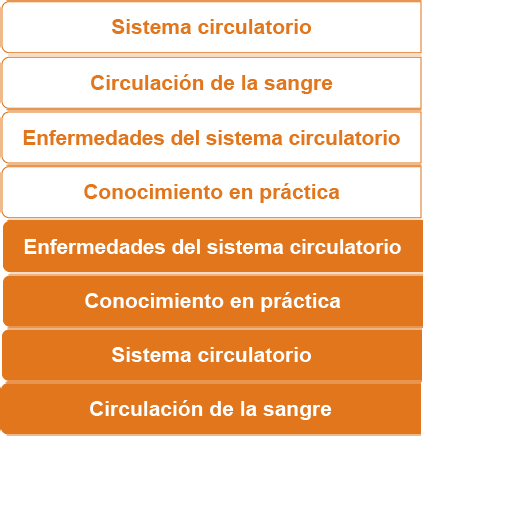 Sistema circulatorio
Circulación de la sangre
Enfermedades del sistema circulatorio
Conocimiento en práctica
Enfermedades del sistema circulatorio
Conocimiento en práctica
Sistema circulatorio
Circulación de la sangre